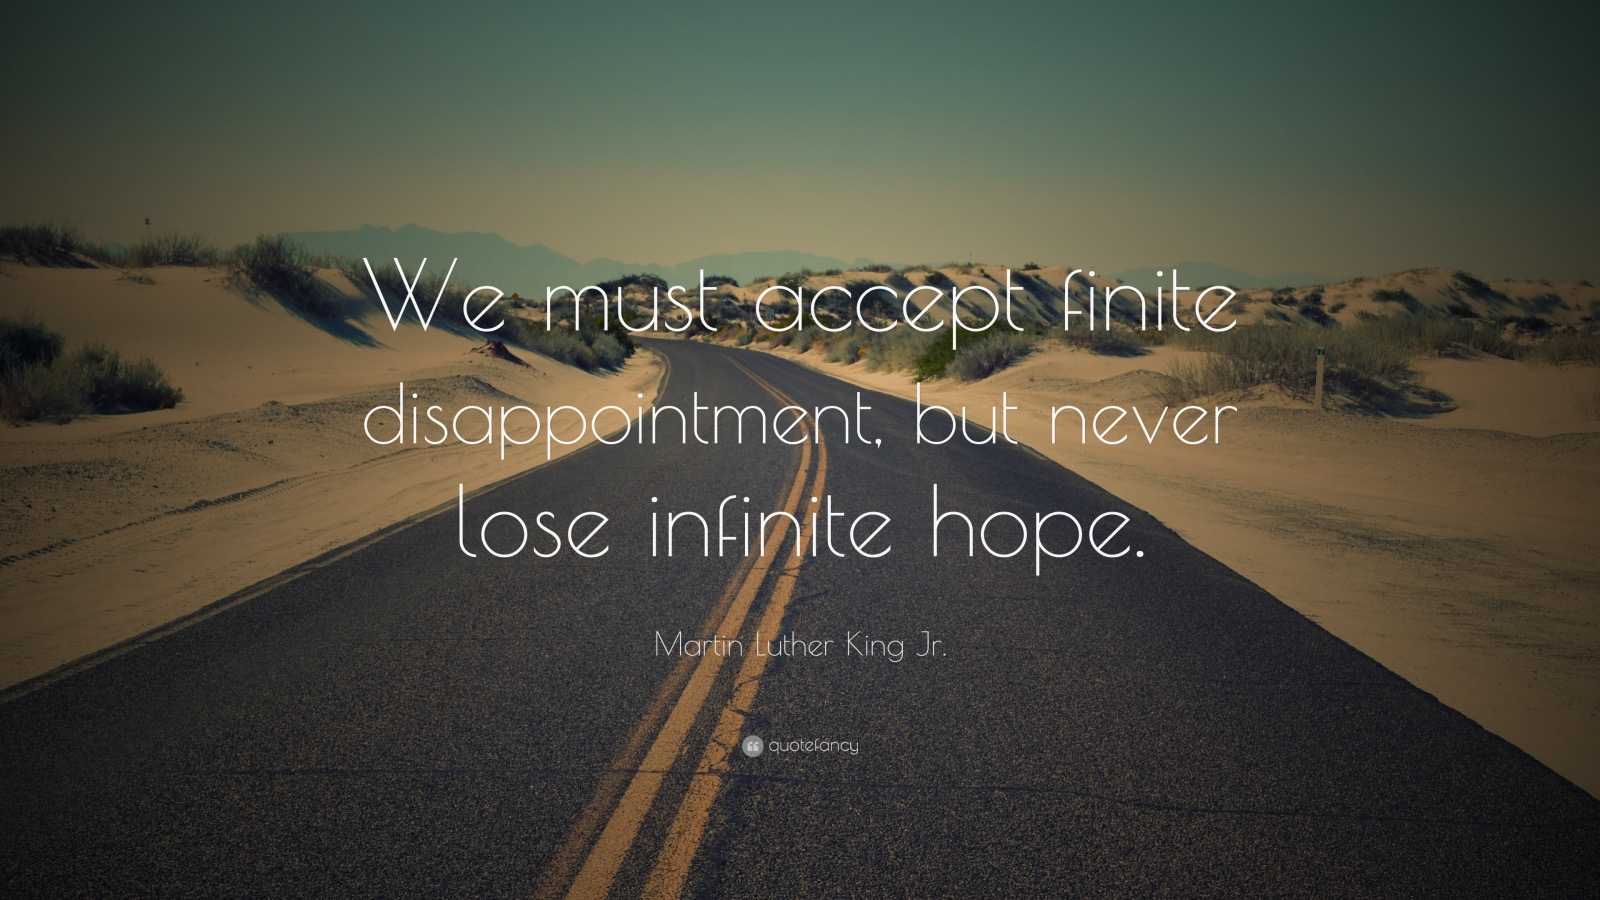 We must accept finite
disappointment, but never
lose infinite hope.
Martin Luther King Jr.
quotefancy